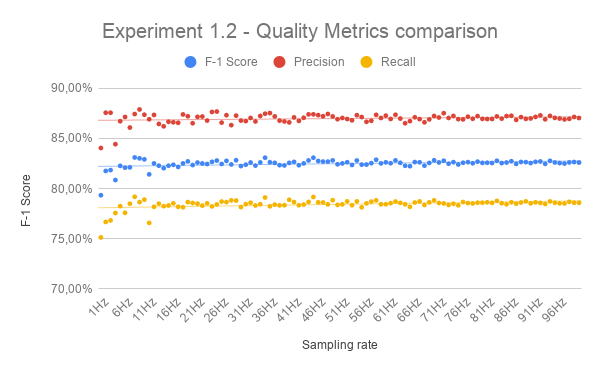 Experiment 1.2 - Quality Metrics comparison
F-1 Score Precision Recall
90,00%
85,00%
80,00%
75,00%
70,00%
F-1 Score
1Hz 6Hz 11Hz 16Hz 21Hz 26Hz 31Hz 36Hz 41Hz 46Hz 51Hz 56Hz 61Hz 66Hz 71Hz 76Hz 81Hz 86Hz 91Hz 96Hz
Sampling rate